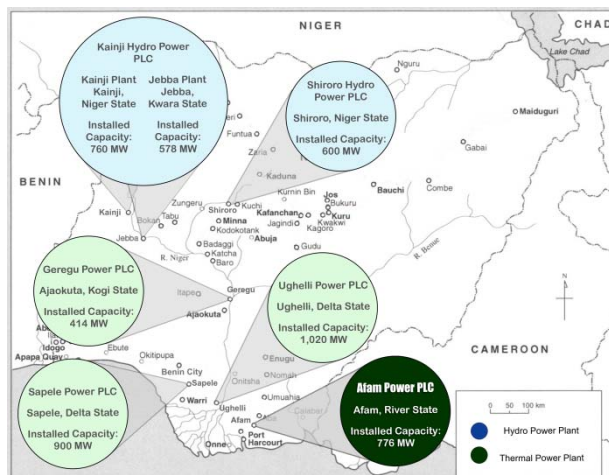 NIGER
CHAD
Lake Chad
Kainji Hydro Power
PLC
Kainji Plant
Kainji,
Niger State
Installed
Capacity:
760 MW
Jebba Plant
Jebba,
Kwara State
Installed
Capacity:
578 MW
Shiroro Hydro
Power PLC
Shiroro, Niger State
Installed Capacity:
600 MW
Nguru
Maiduguri
Funtua
Zaria
Gabai
Kaduna
BENIN
Kurnin Bin
Jos
Bauchi
Combe
Zungeru
Kuchi
Bukuru
Kainji
Shiroro
Kafanchan
Kuru
Bokani
Tabu
Minna
Jagindi
Kwakwi
Kagoro
Kodokotank
Jebba
Abuja
Badaggi
Gudu
Katcha
R. Niger
Baro
R. Benue
Geregu Power PLC
Ajaokuta, Kogi State
Installed Capacity:
414 MW
Itape
Geragu
Ajaokuta
Ughelli Power PLC
Ughelli, Delta State
Installed Capacity:
1,020 MW
N
CAMEROON
Idogo
Apapa Quay
Ebute
Okitipupa
Enugu
Benin City
Onitsha
Nomah
Sapele Power PLC
Sapele, Delta State
Installed Capacity:
900 MW
Sapele
Warri
Ughelli
Umuahia
Afam
Port
Harcourt
Onne
Afam Power PLC
Afam, River State
Installed Capacity:
776 MW
0 50 100 km
Hydro Power Plant
Thermal Power Plant